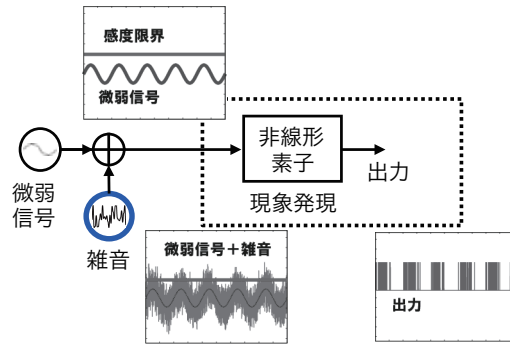 感度限界
微弱信号
非線形
素子
出力
微弱
信号
現象発現
雑音
微弱信号+雑音
出力